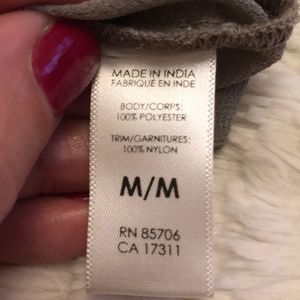 MADE IN INDIA
FABRIQUÉ EN INDE
BODY/CORPS:
100% POLYESTER
TRIM/GARNITURES:
100% NYLON
M/M
RN 85706
CA 17311